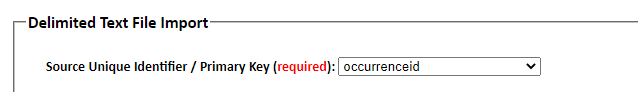 Delimited Text File Import
Source Unique Identifier / Primary Key (required): occurrenceid